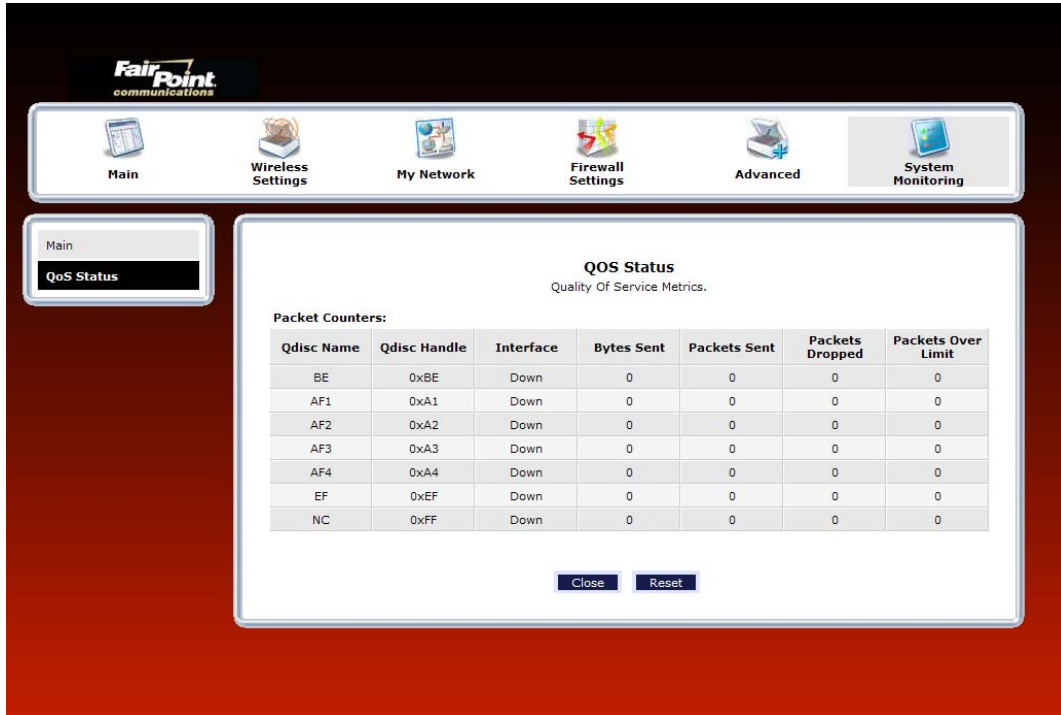 FairPoint.
communications
Main
Wireless
Settings
My Network
Firewall
Settings
Advanced
System
Monitoring
Main
QoS Status
QOS Status
Quality Of Service Metrics.
Packet Counters:
Qdisc Name Qdisc Handle Interface Bytes Sent Packets Sent Packets Dropped Packets Over Limit
BE 0xBE Down 0 0 0 0
AF1 0xA1 Down 0 0 0 0
AF2 0xA2 Down 0 0 0 0
AF3 0xA3 Down 0 0 0 0
AF4 0xA4 Down 0 0 0 0
EF 0xEF Down 0 0 0 0
NC 0xFF Down 0 0 0 0
Close Reset